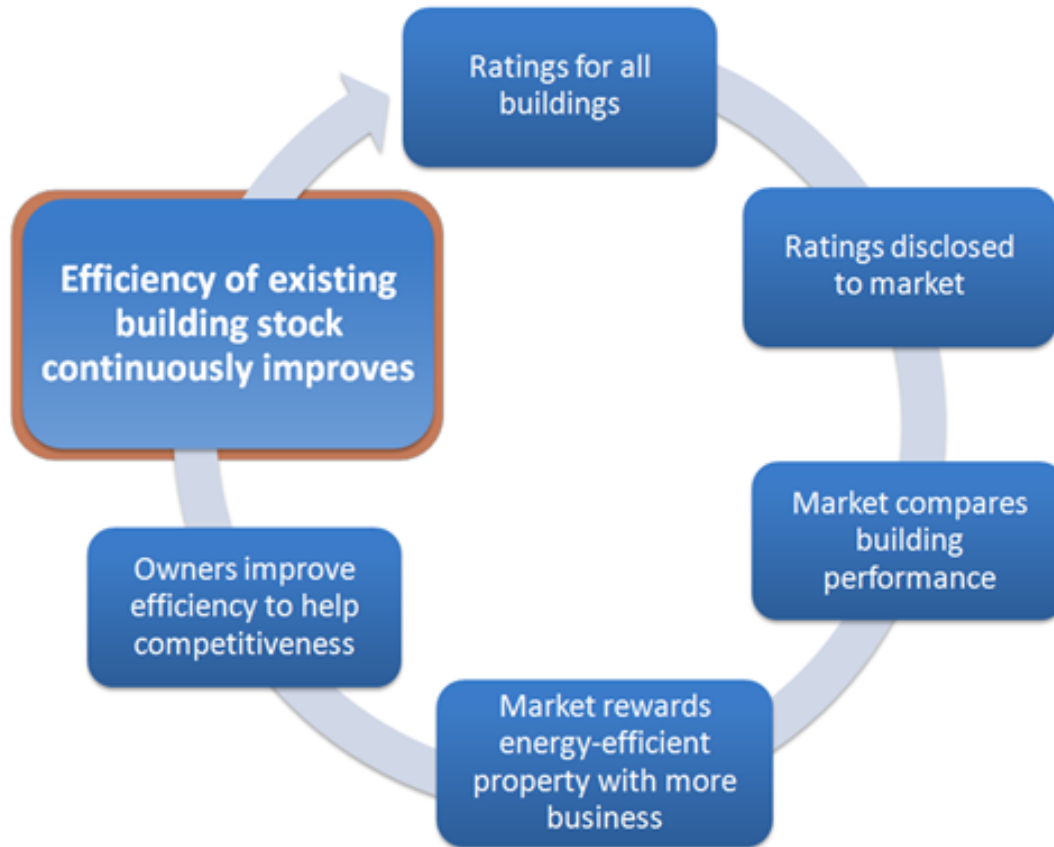 Ratings for all
buildings
Ratings disclosed
to market
Market compares
building
performance
Market rewards
energy-efficient
property with more
business
Owners improve
efficiency to help
competitiveness
Efficiency of existing
building stock
continuously improves